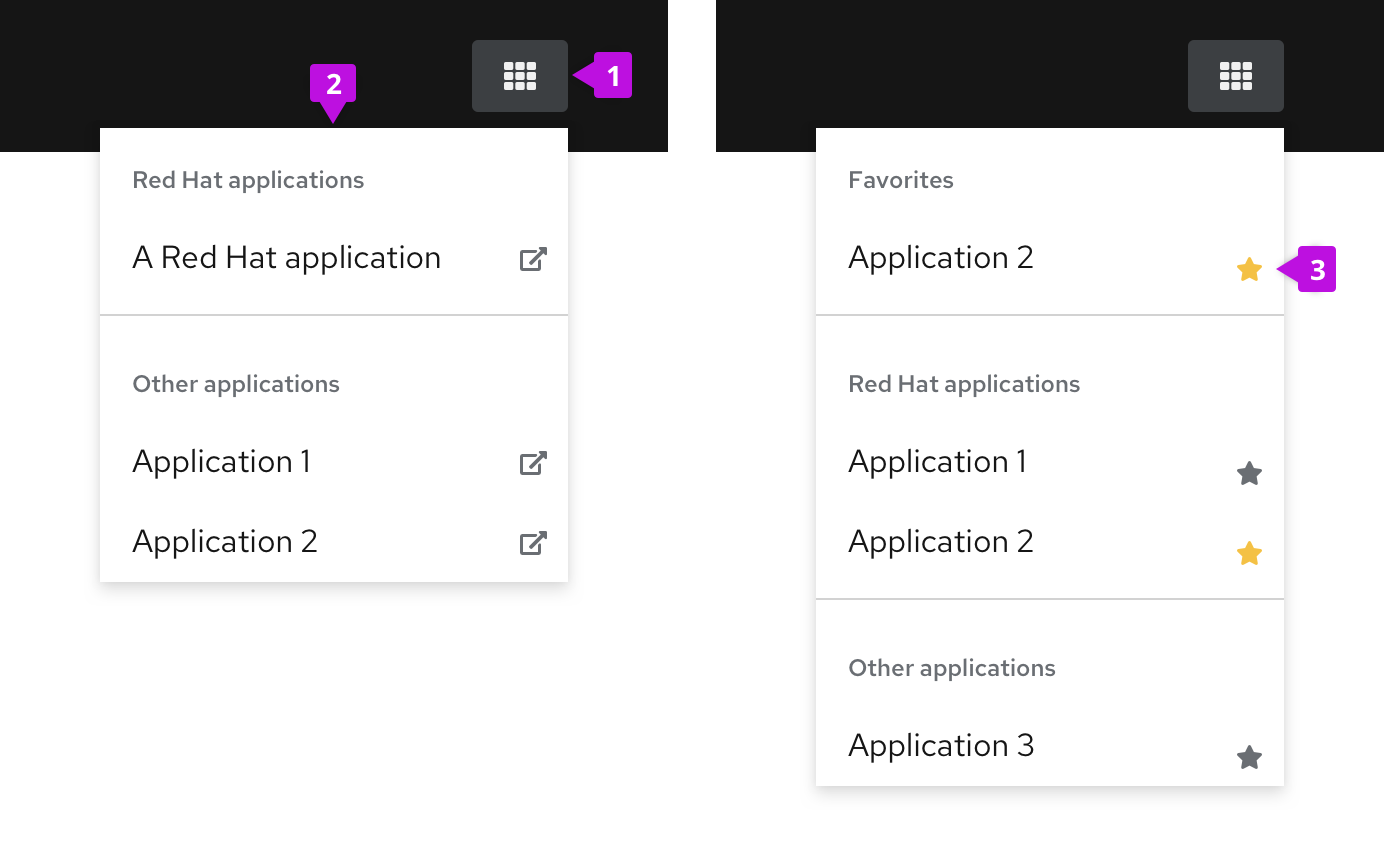 1
2
Red Hat applications
A Red Hat application
Other applications
Application 1
Application 2
Favorites
Application 2
3
Red Hat applications
Application 1
Application 2
Other applications
Application 3